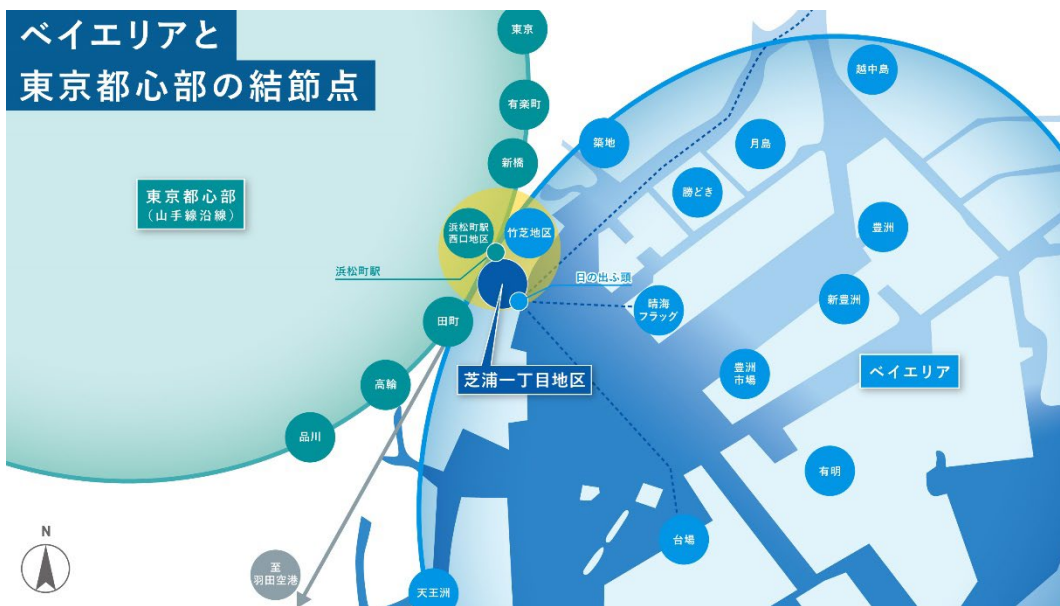 ベイエリアと
東京都心部の結節点
東京
有楽町
新橋
築地
越中島
月島
勝どき
豊洲
東京都心部
（山手線沿線）
浜松町駅
西口地区
竹芝地区
浜松町駅
日の出ふ頭
晴海
フラッグ
新豊洲
田町
芝浦一丁目地区
豊洲
市場
ベイエリア
高輪
品川
有明
台場
N
至
羽田空港
天王洲